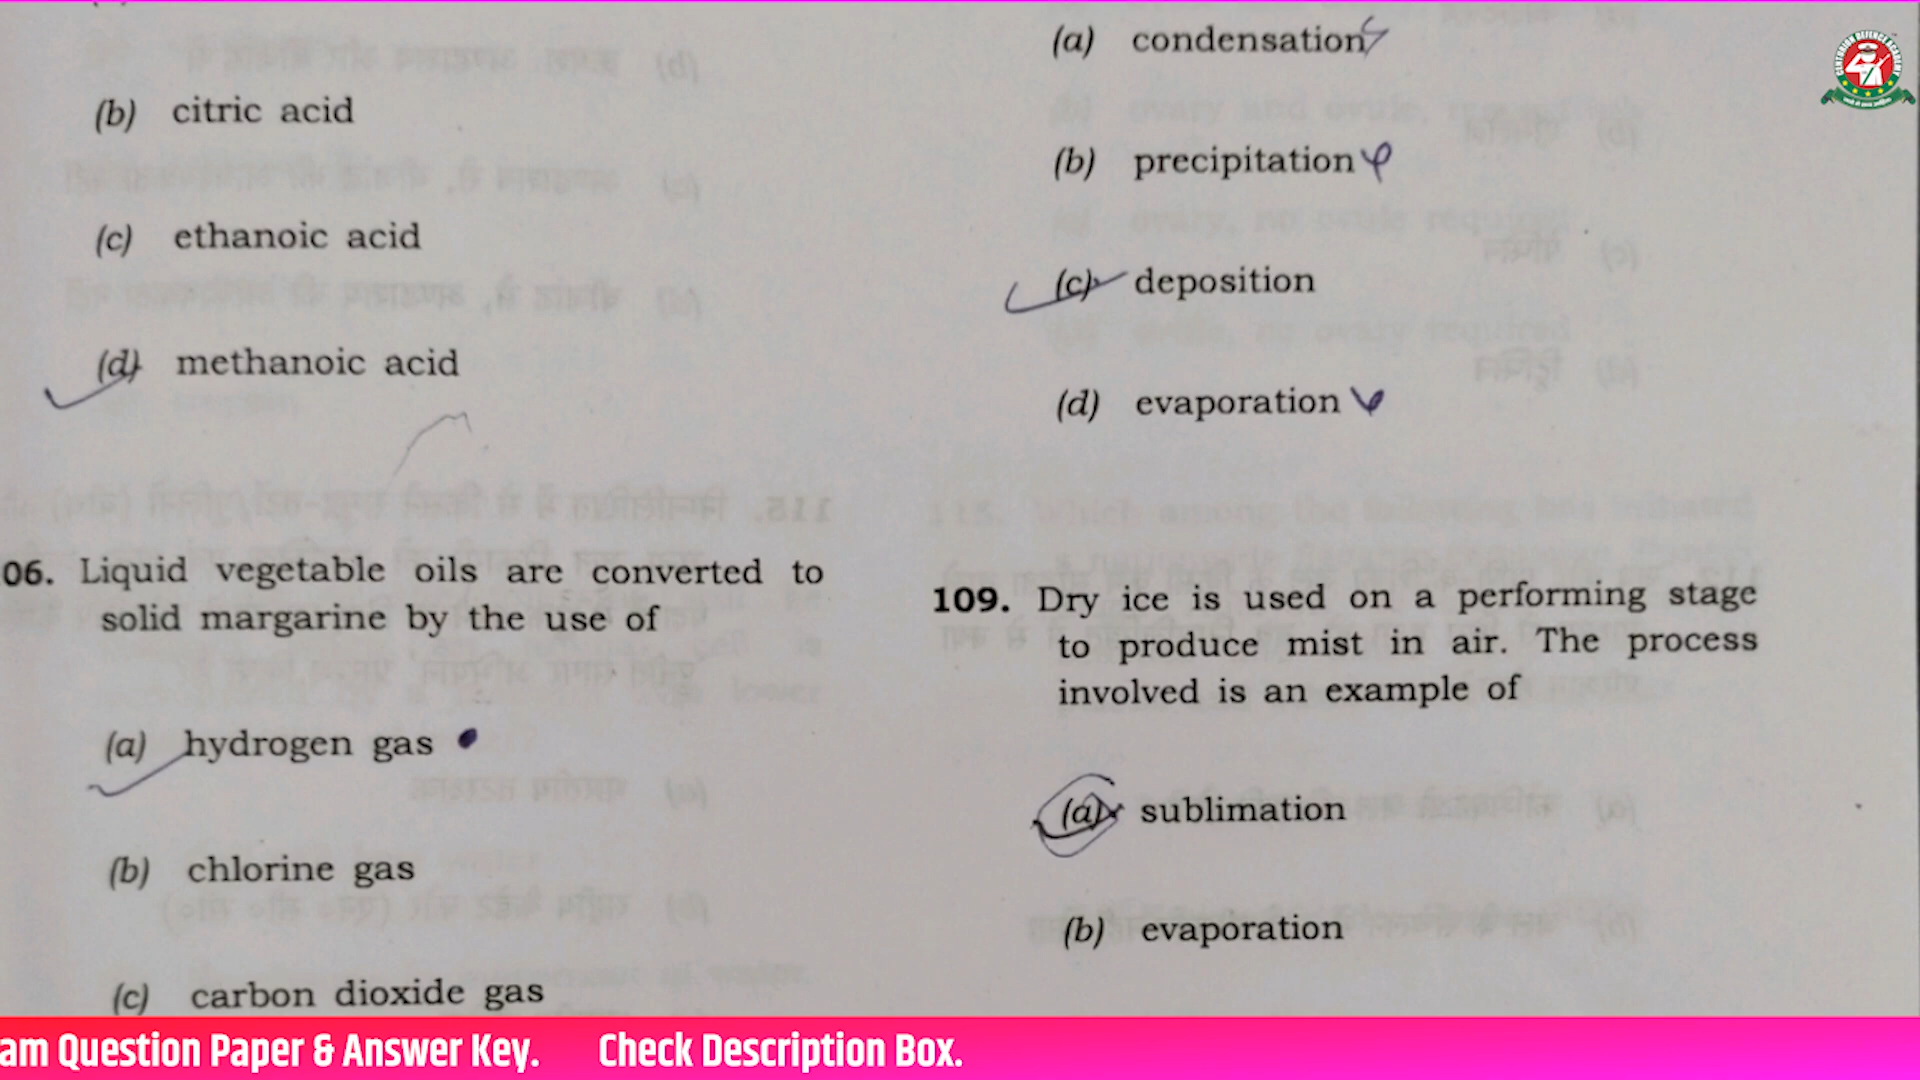 (b) citric acid
(c) ethanoic acid
(d) methanoic acid
06. Liquid vegetable oils are converted to
solid margarine by the use of
(a) hydrogen gas
(b) chlorine gas
(c) carbon dioxide gas
(a) condensation
(b) precipitation
(c) deposition
(d) evaporation
109. Dry ice is used on a performing stage
to produce mist in air. The process
involved is an example of
(a) sublimation
(b) evaporation
am Question Paper & Answer Key. Check Description Box.